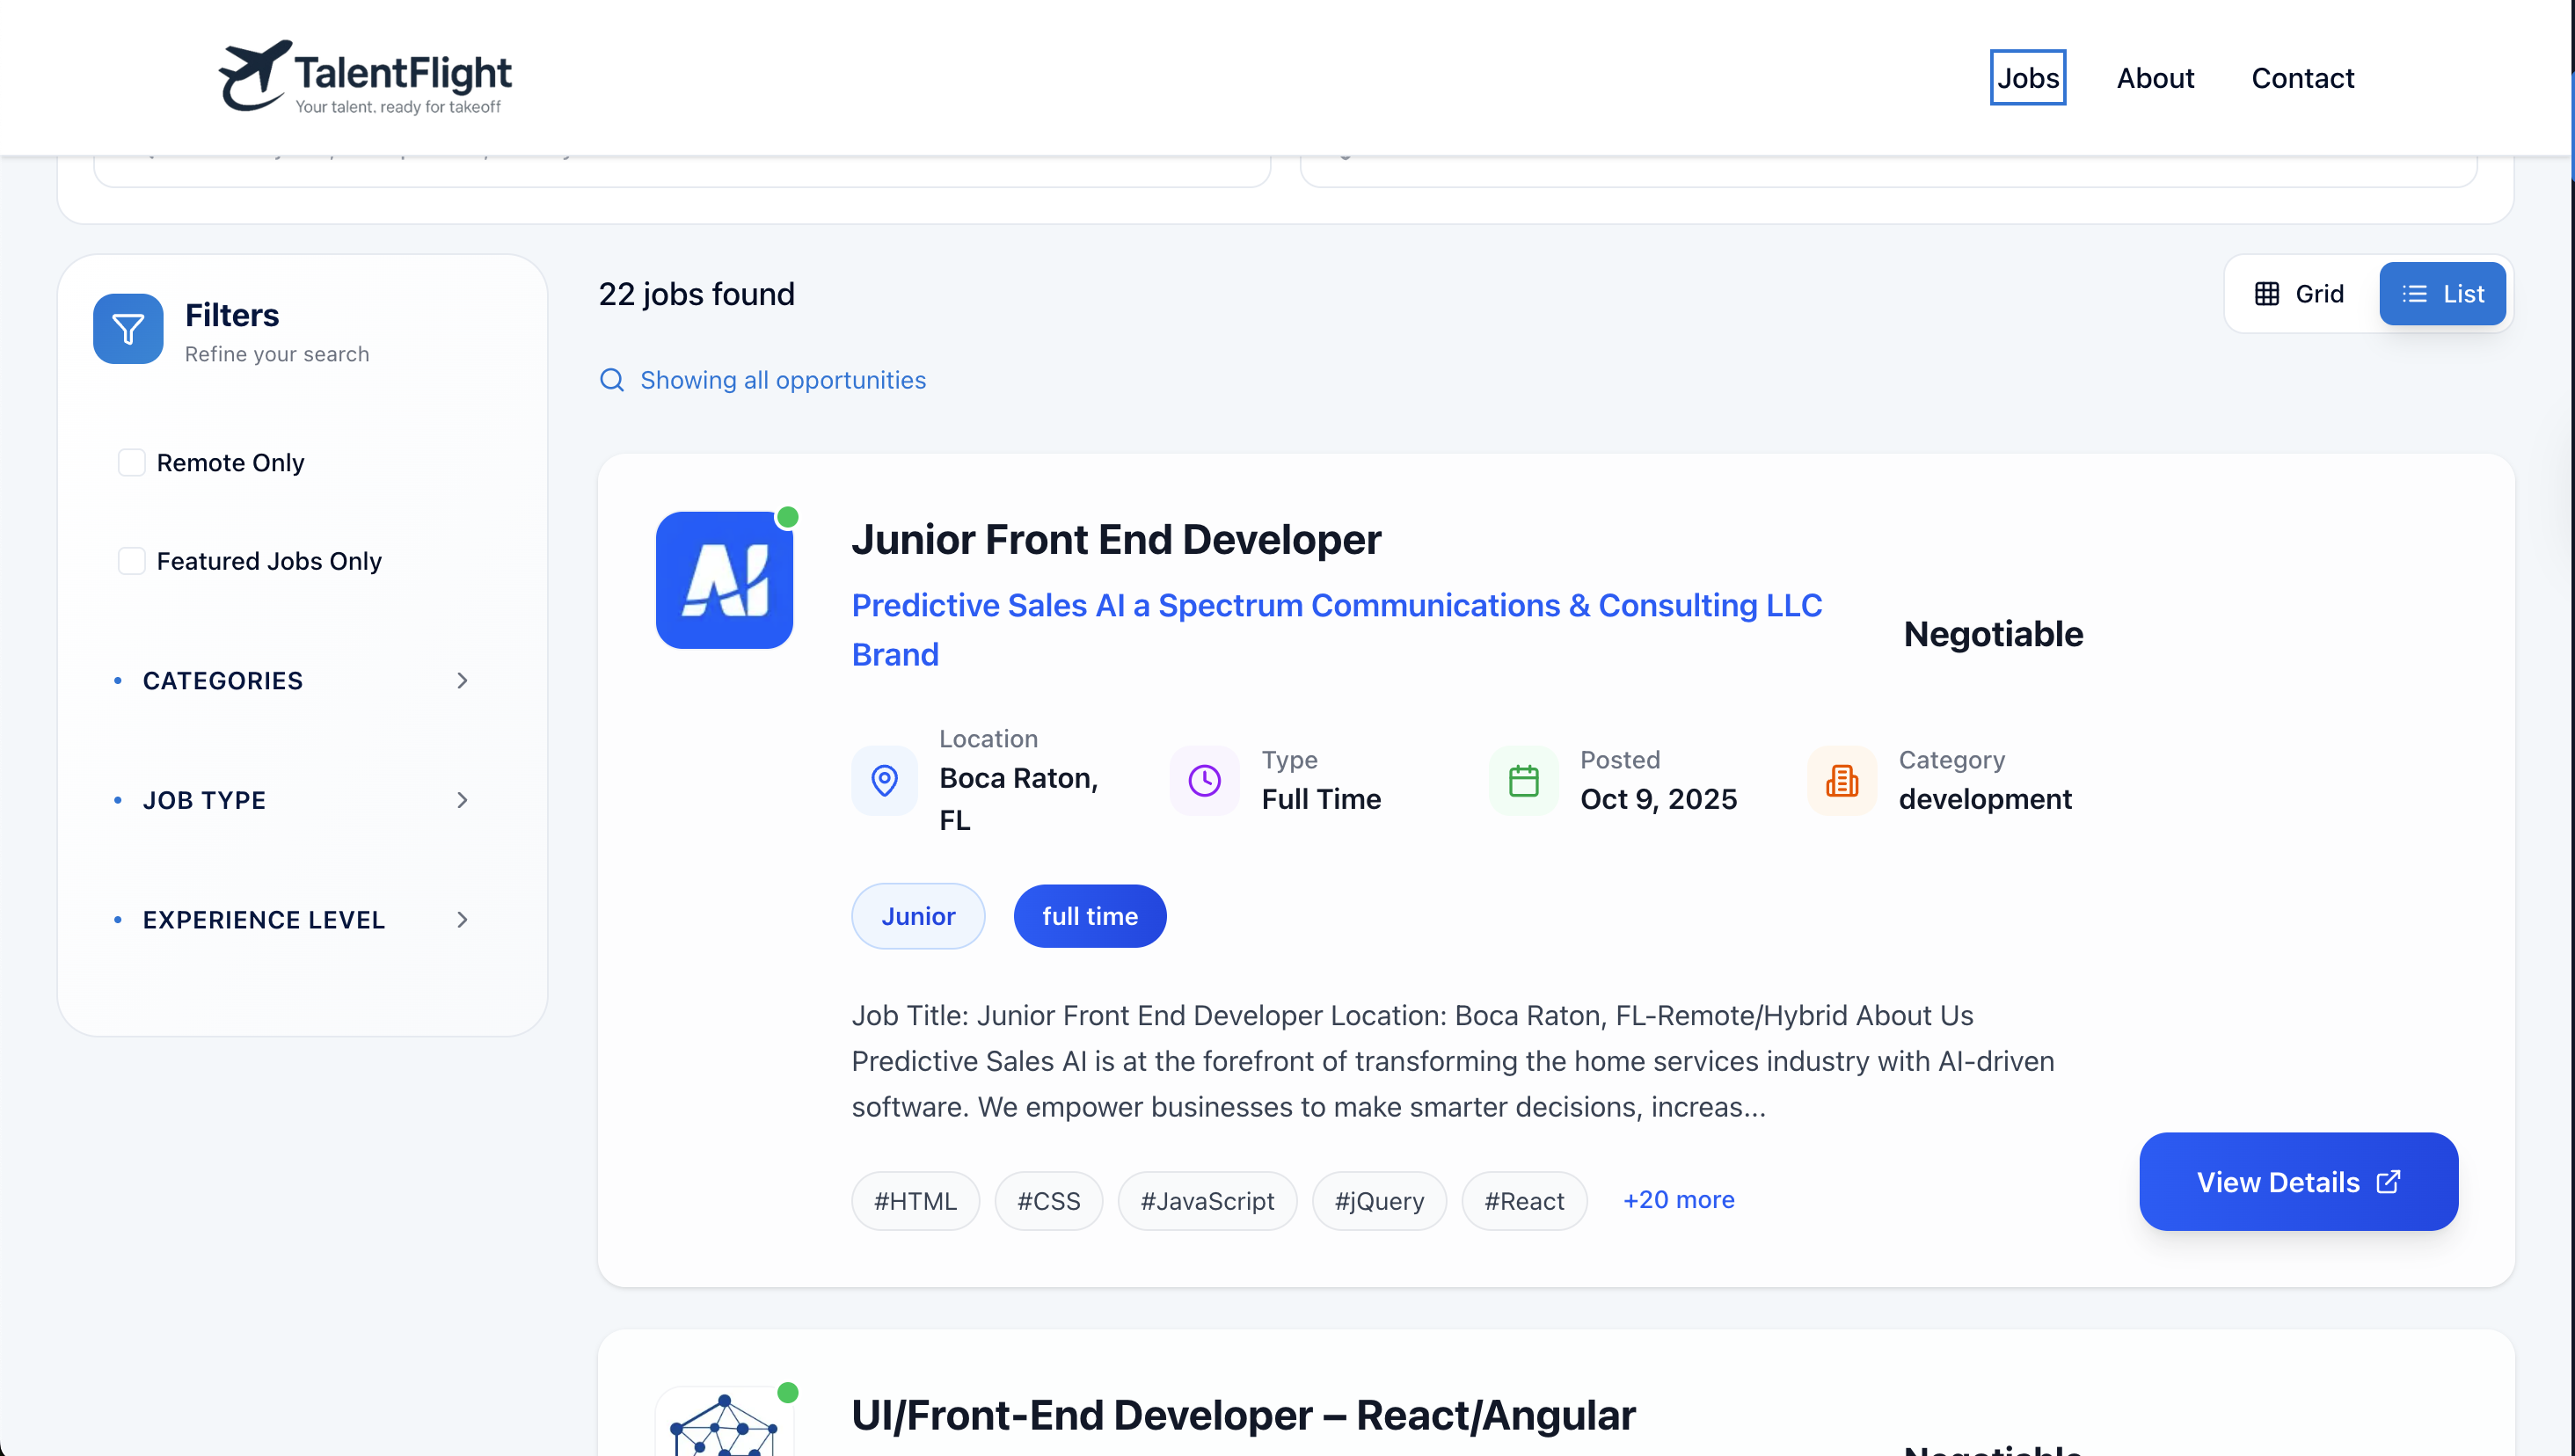 TalentFlight
Your talent. ready for takeoff
Jobs
About
Contact
Filters
Refine your search
Remote Only
Featured Jobs Only
CATEGORIES
JOB TYPE
EXPERIENCE LEVEL
22 jobs found
Grid
List
Showing all opportunities
AI
Junior Front End Developer
Predictive Sales AI a Spectrum Communications & Consulting LLC
Brand
Negotiable
Location
Boca Raton,
FL
Type
Full Time
Posted
Oct 9, 2025
Category
development
Junior
full time
Job Title: Junior Front End Developer Location: Boca Raton, FL-Remote/Hybrid About Us
Predictive Sales AI is at the forefront of transforming the home services industry with AI-driven
software. We empower businesses to make smarter decisions, increas...
#HTML
#CSS
#JavaScript
#jQuery
#React
+20 more
View Details
UI/Front-End Developer – React/Angular